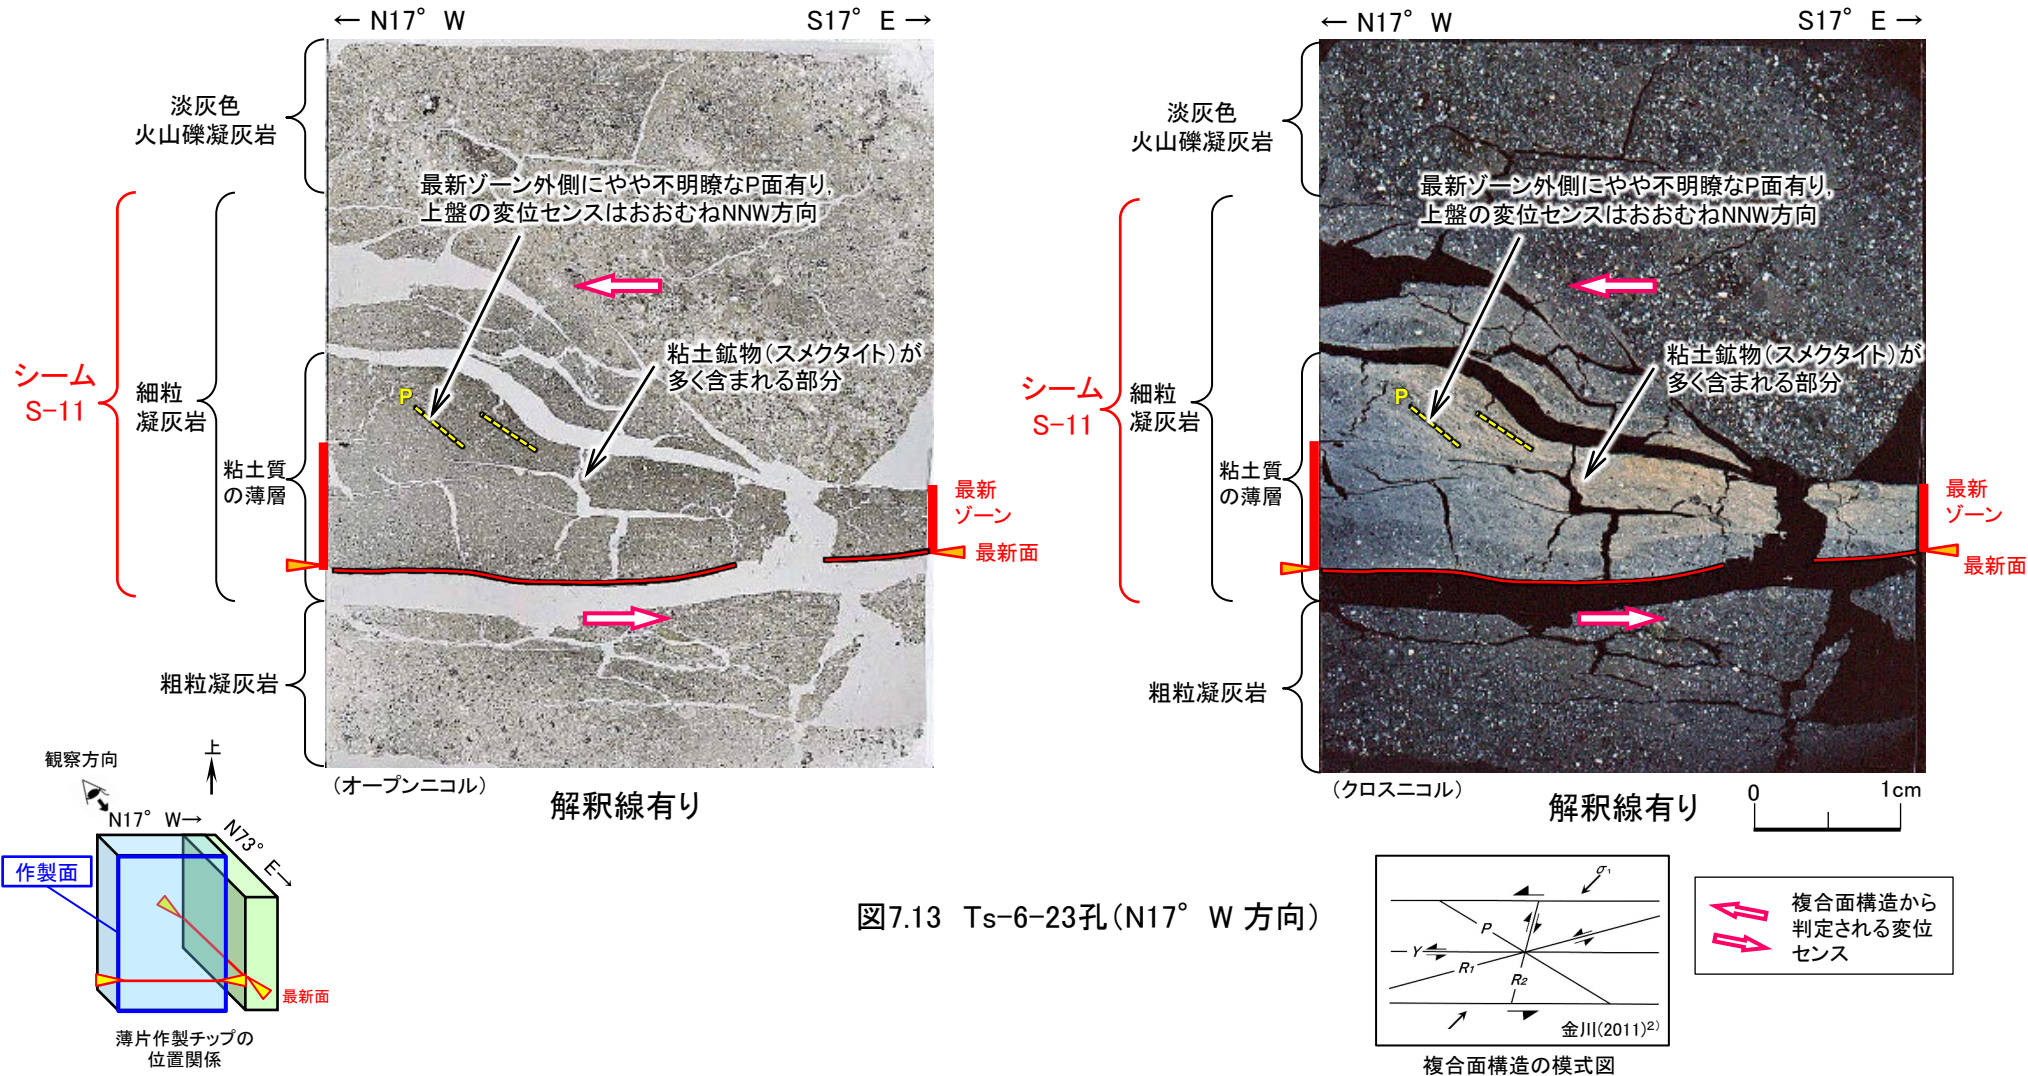 ← N17° W
S17° E →
淡灰色
火山礫凝灰岩
最新ゾーン外側にやや不明瞭なP面有り,
上盤の変位センスはおおむねNNW方向
粘土鉱物(スメクタイト)が
多く含まれる部分
P
シーム
S-11
細粒
凝灰岩
粘土質
の薄層
最新
ゾーン
最新面
粗粒凝灰岩
(オープンニコル)
解釈線有り
← N17° W
S17° E →
淡灰色
火山礫凝灰岩
最新ゾーン外側にやや不明瞭なP面有り,
上盤の変位センスはおおむねNNW方向
粘土鉱物(スメクタイト)が
多く含まれる部分
P
シーム
S-11
細粒
凝灰岩
粘土質
の薄層
最新
ゾーン
最新面
粗粒凝灰岩
(クロスニコル)
解釈線有り
0
1cm
上
観察方向
N17° W→
N73° E→
作製面
最新面
薄片作製チップの
位置関係
図7.13 Ts-6-23孔(N17° W 方向)
σ1
P
Y
R1
R2
金川(2011)2)
複合面構造の模式図
複合面構造から
判定される変位
センス